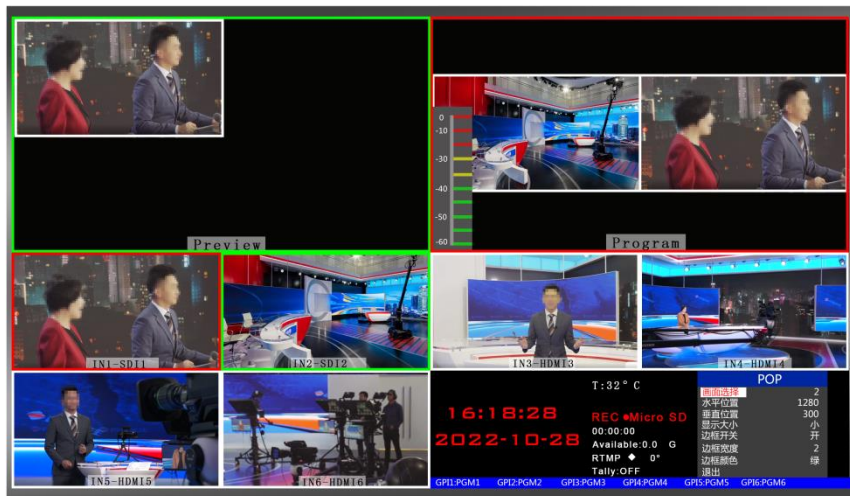 Preview
0
-10
-30
-30
-40
-50
-60
Program
IN1-SDI1
IN2-SDI2
IN3-HDMI3
IN4-HDMI4
IN5-HDMI5
IN6-HDMI6
16:18:28
2022-10-28
T:32° C
REC ●Micro SD
00:00:00
Available:0.0 G
RTMP ◆ 0"
Tally:OFF
POP
画面选择 2
水平位置 1280
垂直位置 300
显示大小 小
边框开关 开
边框宽度 2
边框颜色 绿
退出
GPI1:PGM1 GPI2:PGM2 GPI3:PGM3 GPI4:PGM4 GPI5:PGM5 GPI6:PGM6